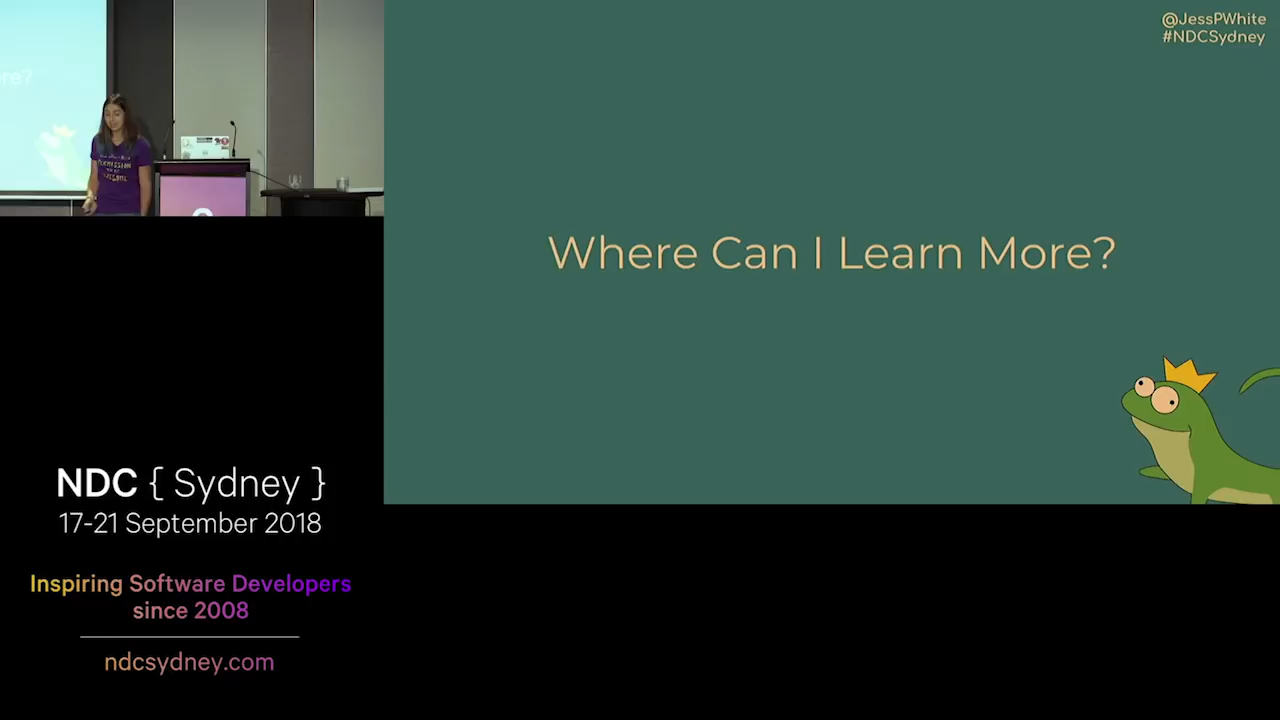 @JessPWhite
#NDCSydney
ere?
Where Can I Learn More?
NDC { Sydney }
17-21 September 2018
Inspiring Software Developers
since 2008
ndcsydney.com